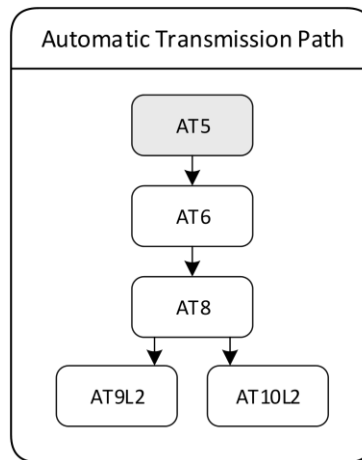 Automatic Transmission Path
AT5
AT6
AT8
AT9L2
AT10L2